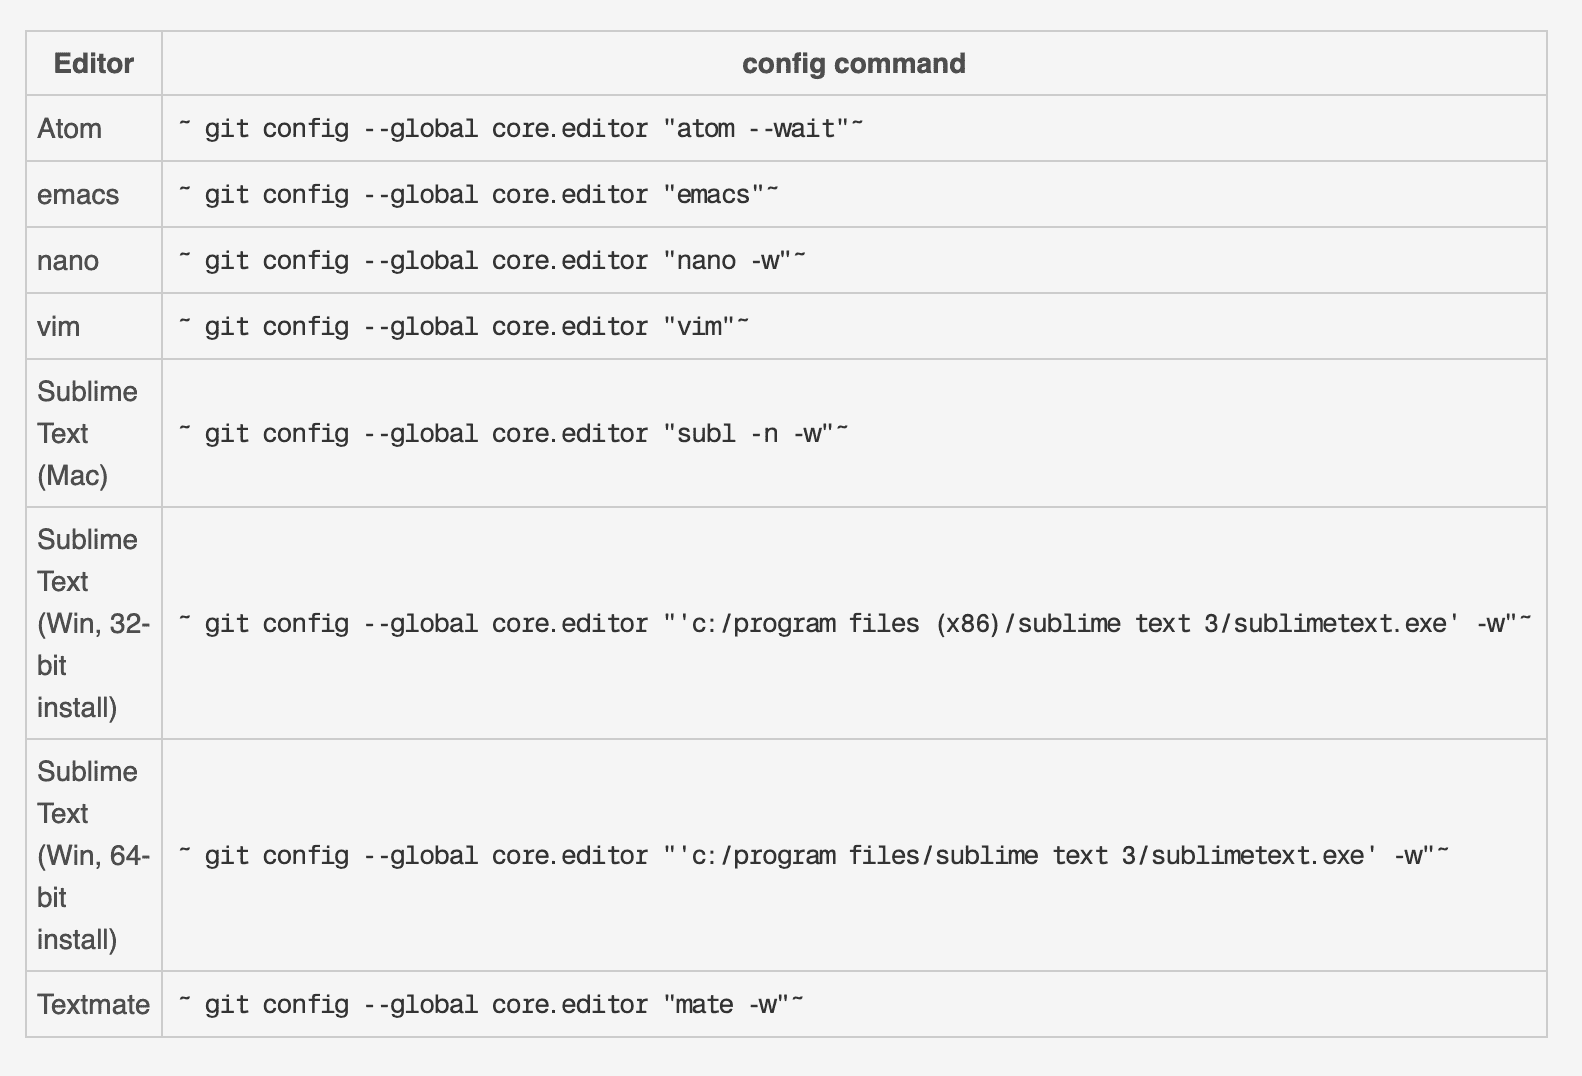 Editor config command
Atom ~ git config --global core.editor "atom --wait"~
emacs ~ git config --global core.editor "emacs"~
nano ~ git config --global core.editor "nano -w"~
vim ~ git config --global core.editor "vim"~
Sublime
Text
(Mac)
~ git config --global core.editor "subl -n -w"~
Sublime
Text
(Win, 32-
bit
install)
~ git config --global core.editor "'c:/program files (x86)/sublime text 3/sublimetext.exe' -w"~
Sublime
Text
(Win, 64-
bit
install)
~ git config --global core.editor "'c:/program files/sublime text 3/sublimetext.exe' -w"~
Textmate ~ git config --global core.editor "mate -w"~